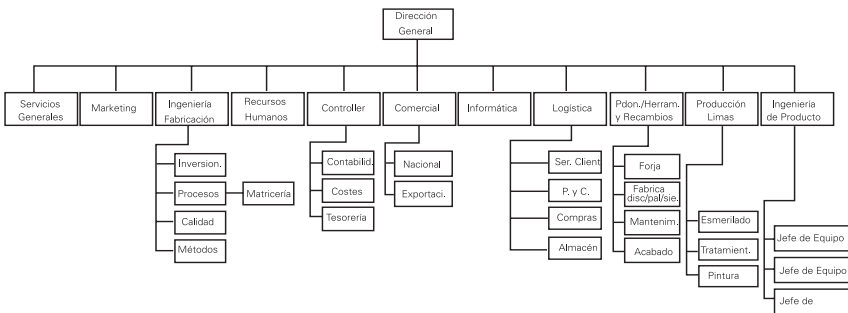 Dirección
General
Servicios
Generales
Marketing
Ingeniería
Fabricación
Recursos
Humanos
Controller
Comercial
Informática
Logística
Pdon./Herram.
y Recambios
Producción
Limas
Ingeniería
de Producto
Inversion.
Procesos
Matricería
Calidad
Métodos
Contabilid.
Costes
Tesorería
Nacional
Exportaci.
Ser. Client
P. y C.
Compras
Almacén
Forja
Fabrica
disc/pal/sie.
Mantenim.
Acabado
Esmerilado
Tratamient.
Pintura
Jefe de Equipo
Jefe de Equipo
Jefe de